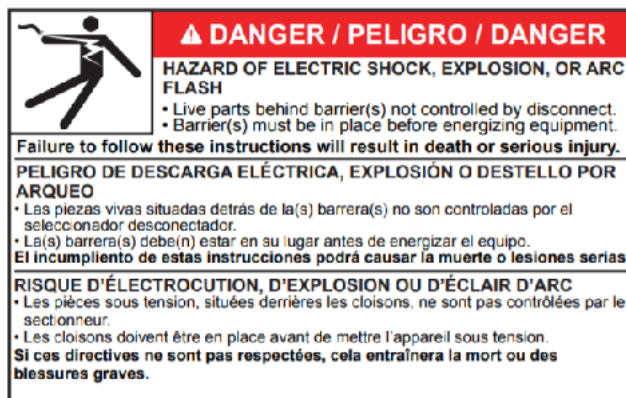 ⚠ DANGER / PELIGRO / DANGER
HAZARD OF ELECTRIC SHOCK, EXPLOSION, OR ARC
FLASH
• Live parts behind barrier(s) not controlled by disconnect.
• Barrier(s) must be in place before energizing equipment.
Failure to follow these instructions will result in death or serious injury.
PELIGRO DE DESCARGA ELÉCTRICA, EXPLOSIÓN O DESTELLO POR
ARQUEO
• Las piezas vivas situadas detrás de la(s) barrera(s) no son controladas por el
seleccionador desconectador.
• La(s) barrera(s) debe(n) estar en su lugar antes de energizar el equipo.
El incumpliento de estas instrucciones podrá causar la muerte o lesiones serias
RISQUE D'ÉLECTROCUTION, D'EXPLOSION OU D'ÉCLAIR D'ARC
• Les pièces sous tension, situées derrières les cloisons, ne sont pas contrôlées par le
sectionneur.
• Les cloisons doivent être en place avant de mettre l'appareil sous tension.
Si ces directives ne sont pas respectées, cela entraînera la mort ou des
blessures graves.